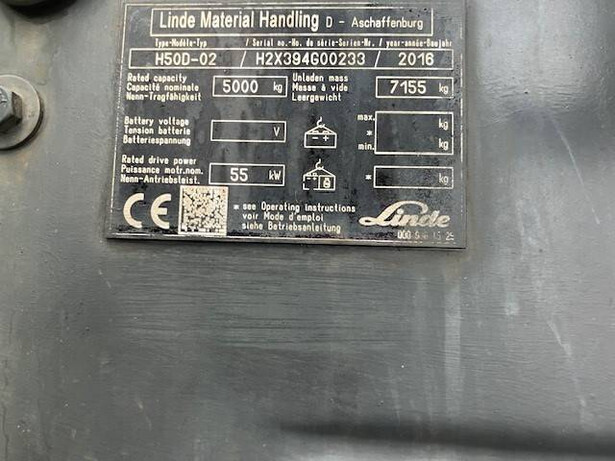 Linde Material Handling D - Aschaffenburg
Type-Modèle-Typ / Serial no.-No. de série-Serien-Nr. / year-année-Baujahr
H50D-02 / H2X394G00233 / 2016
Rated capacity
Capacité nominale
Nenn-Tragfähigkeit
5000 kg
Unladen mass
Masse à vide
Leergewicht
7155 kg
Battery voltage
Tension batterie
Batteriespannung
V
- +
max.
*
min.
kg
kg
Rated drive power
Puissance motr.nom.
Nenn-Antriebsleist.
55 kW
* kg
CE
* see Operating instructions
voir Mode d'emploi
siehe Betriebsanleitung
Linde
000